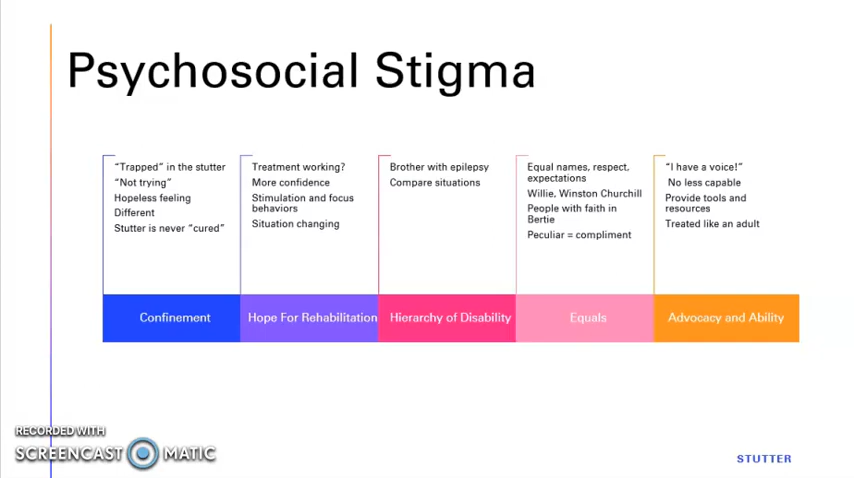 Psychosocial Stigma
“Trapped” in the stutter
“Not trying”
Hopeless feeling
Different
Stutter is never “cured”
Treatment working?
More confidence
Stimulation and focus
behaviors
Situation changing
Brother with epilepsy
Compare situations
Equal names, respect,
expectations
Willie, Winston Churchill
People with faith in
Bertie
Peculiar = compliment
“I have a voice!”
No less capable
Provide tools and
resources
Treated like an adult
Confinement
Hope For Rehabilitation
Hierarchy of Disability
Equals
Advocacy and Ability
RECORDED WITH
SCREENCAST MATIC
STUTTER